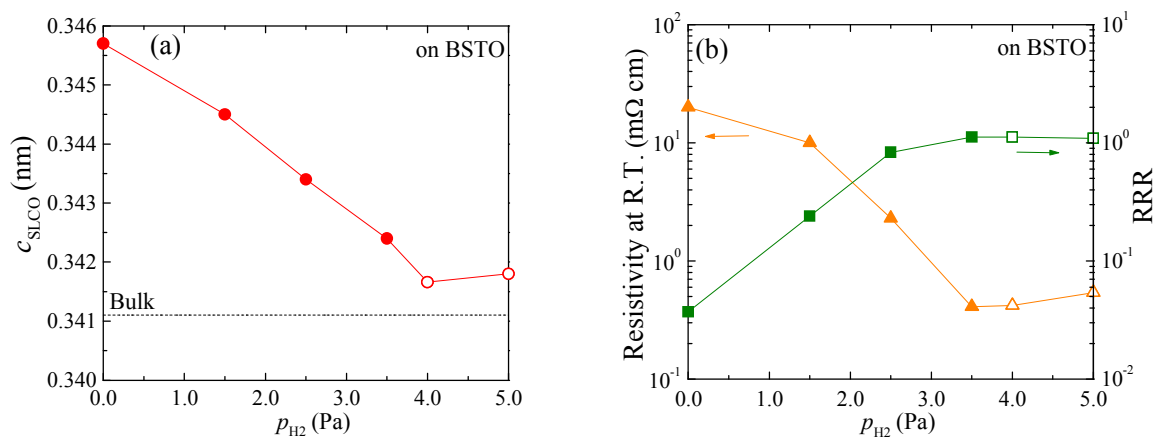 (a)
on BSTO
0.346
0.345
0.344
0.343
0.342
0.341
0.340
c_SLCO (nm)
Bulk
0.0 1.0 2.0 3.0 4.0 5.0
p_H2 (Pa)
(b)
on BSTO
10^2
10^1
10^0
10^-1
Resistivity at R.T. (mΩ cm)
10^1
10^0
10^-1
10^-2
RRR
0.0 1.0 2.0 3.0 4.0 5.0
p_H2 (Pa)